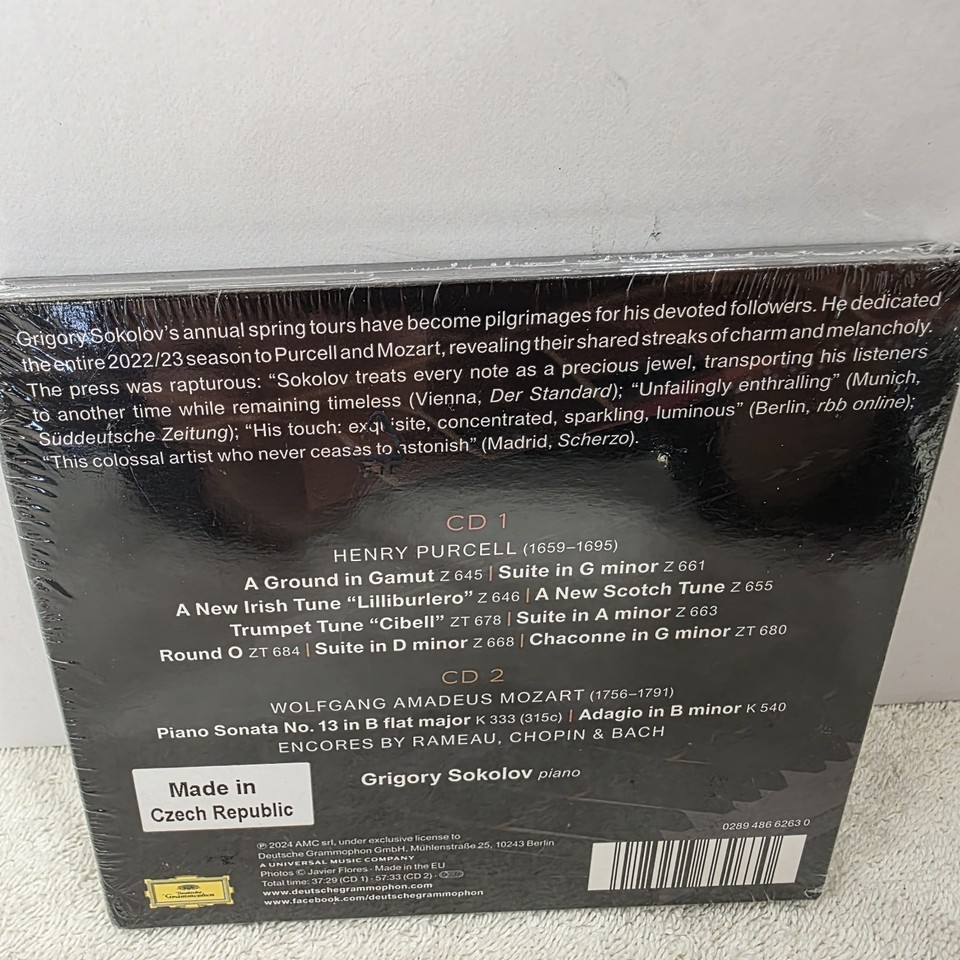 Grigory Sokolov's annual spring tours have become pilgrimages for his devoted followers. He dedicated
the entire 2022/23 season to Purcell and Mozart, revealing their shared streaks of charm and melancholy.
The press was rapturous: “Sokolov treats every note as a precious jewel, transporting his listeners
to another time while remaining timeless (Vienna, Der Standard); “Unfailingly enthralling” (Munich,
Süddeutsche Zeitung); “His touch: exquisite, concentrated, sparkling, luminous” (Berlin, rbb online);
“This colossal artist who never ceases to astonish” (Madrid, Scherzo).
CD 1
HENRY PURCELL (1659–1695)
A Ground in Gamut Z 645 | Suite in G minor Z 661
A New Irish Tune “Lilliburlero” Z 646 | A New Scotch Tune Z 655
Trumpet Tune “Cibell” ZT 678 | Suite in A minor Z 663
Round O ZT 684 | Suite in D minor Z 668 | Chaconne in G minor ZT 680
CD 2
WOLFGANG AMADEUS MOZART (1756–1791)
Piano Sonata No. 13 in B flat major K 333 (315c) | Adagio in B minor K 540
ENCORES BY RAMEAU, CHOPIN & BACH
Grigory Sokolov piano
Made in
Czech Republic
0289 486 6263 0
℗ 2024 AMC srl, under exclusive license to
Deutsche Grammophon GmbH, Mühlenstraße 25, 10243 Berlin
A UNIVERSAL MUSIC COMPANY
Photos © Javier Flores · Made in the EU
Total time: 37:29 (CD 1) · 57:33 (CD 2) ·
www.deutschegrammophon.com
www.facebook.com/deutschegrammophon
Deutsche
Grammophon